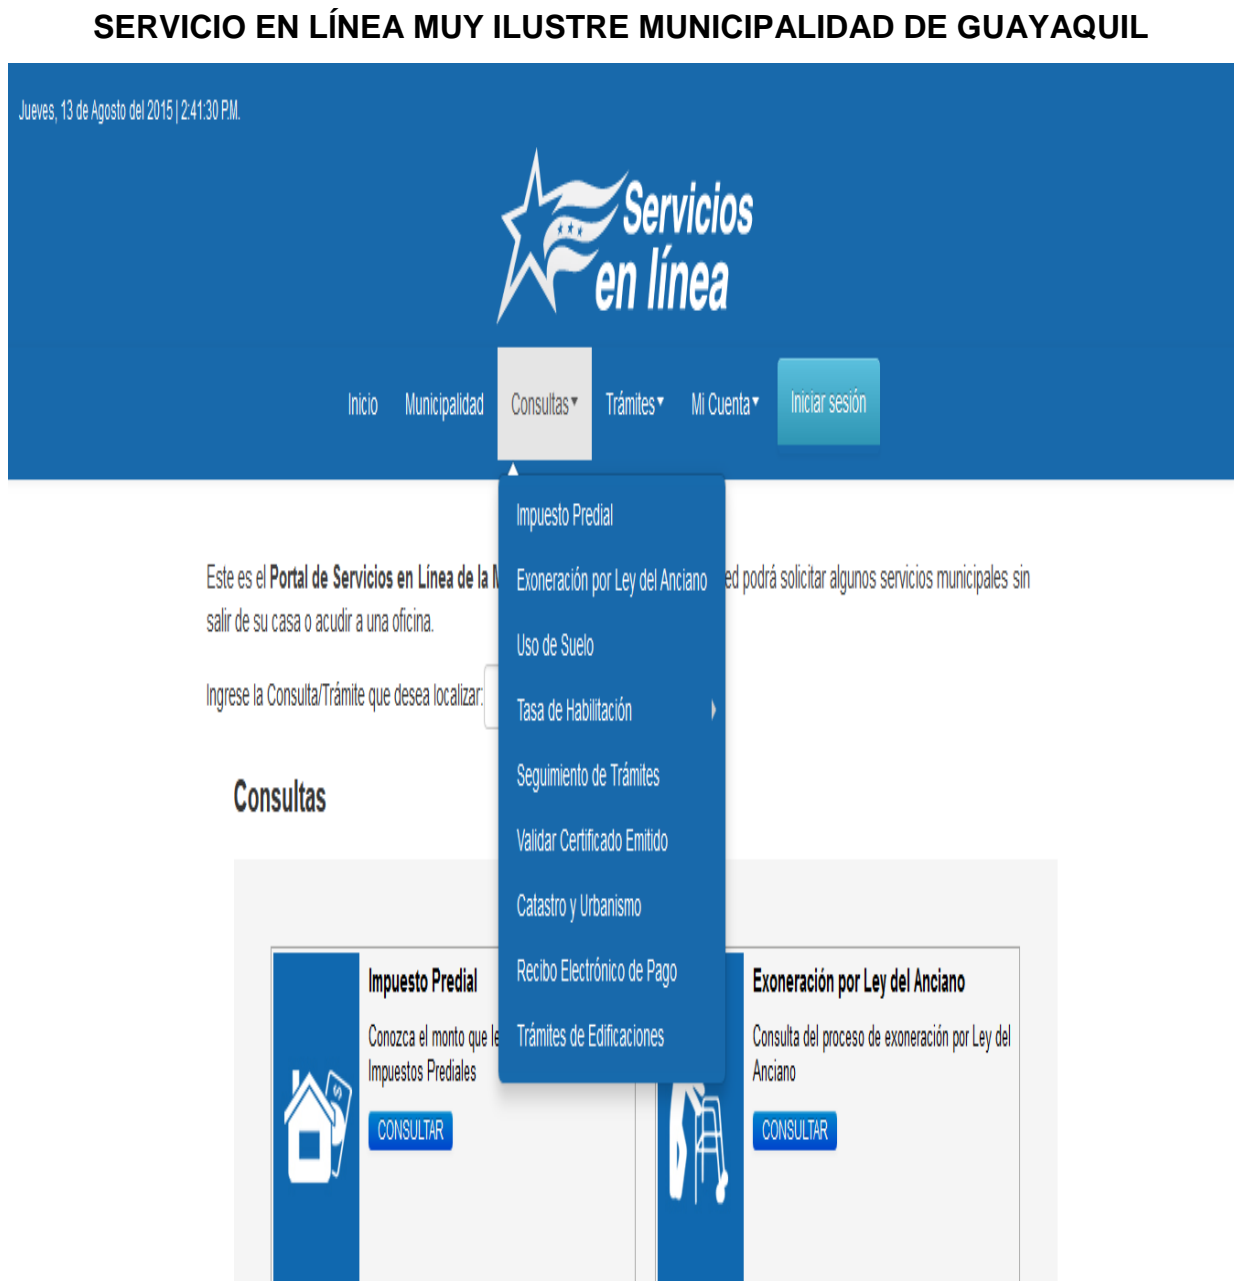 SERVICIO EN LÍNEA MUY ILUSTRE MUNICIPALIDAD DE GUAYAQUIL
Jueves, 13 de Agosto del 2015 | 2:41:30 P.M.
Servicios
en línea
Inicio Municipalidad Consultas Trámites Mi Cuenta Iniciar sesión
Impuesto Predial
Exoneración por Ley del Anciano
Uso de Suelo
Tasa de Habilitación
Seguimiento de Trámites
Validar Certificado Emitido
Catastro y Urbanismo
Recibo Electrónico de Pago
Trámites de Edificaciones
Este es el Portal de Servicios en Línea de la podrá solicitar algunos servicios municipales sin
salir de su casa o acudir a una oficina.
Ingrese la Consulta/Trámite que desea localizar:
Consultas
Impuesto Predial
Conozca el monto que
Impuestos Prediales
CONSULTAR
Exoneración por Ley del Anciano
Consulta del proceso de exoneración por Ley del
Anciano
CONSULTAR